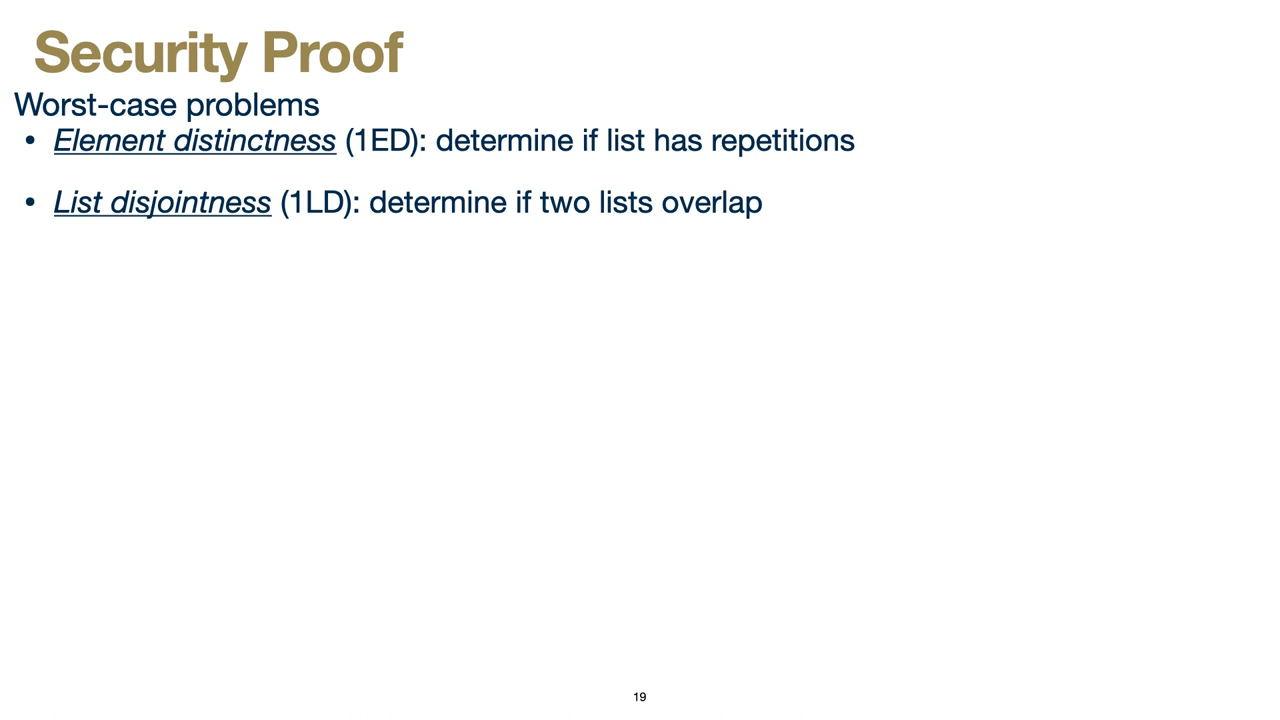 Security Proof
Worst-case problems
• Element distinctness (1ED): determine if list has repetitions
• List disjointness (1LD): determine if two lists overlap
19